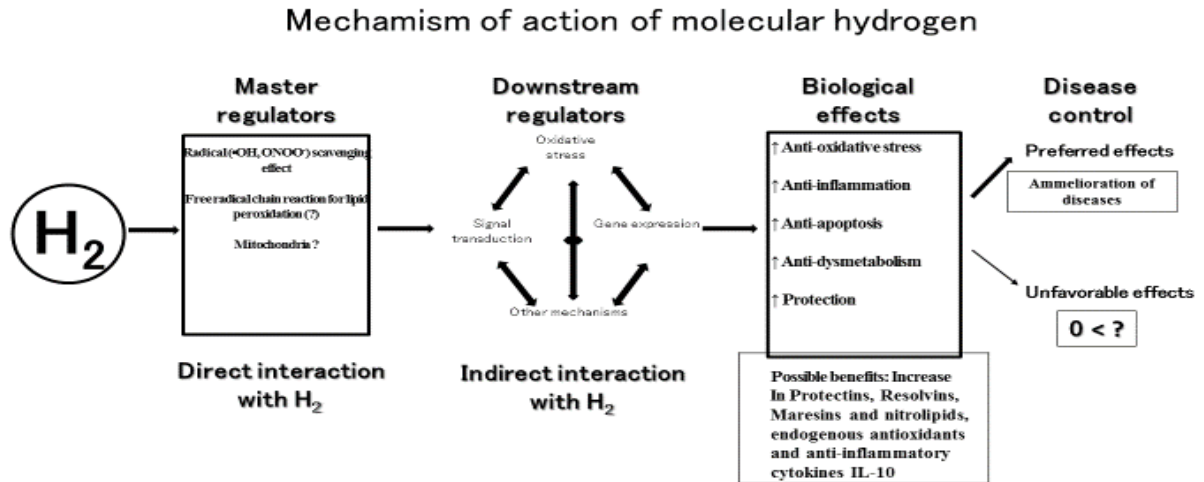 Mechamism of action of molecular hydrogen
Master
regulators
Radical (•OH, ONOO⁻) scavenging
effect
Free radical chain reaction for lipid
peroxidation (?)
Mitochondria ?
H₂
Direct interaction
with H₂
Downstream
regulators
Oxidative
stress
Signal
transduction
Gene expression
Other mechanisms
Indirect interaction
with H₂
Biological
effects
↑ Anti-oxidative stress
↑ Anti-inflammation
↑ Anti-apoptosis
↑ Anti-dysmetabolism
↑ Protection
Possible benefits: Increase
In Protectins, Resolvins,
Maresins and nitrolipids,
endogenous antioxidants
and anti-inflammatory
cytokines IL-10
Disease
control
Preferred effects
Ammelioration of
diseases
Unfavorable effects
0 < ?